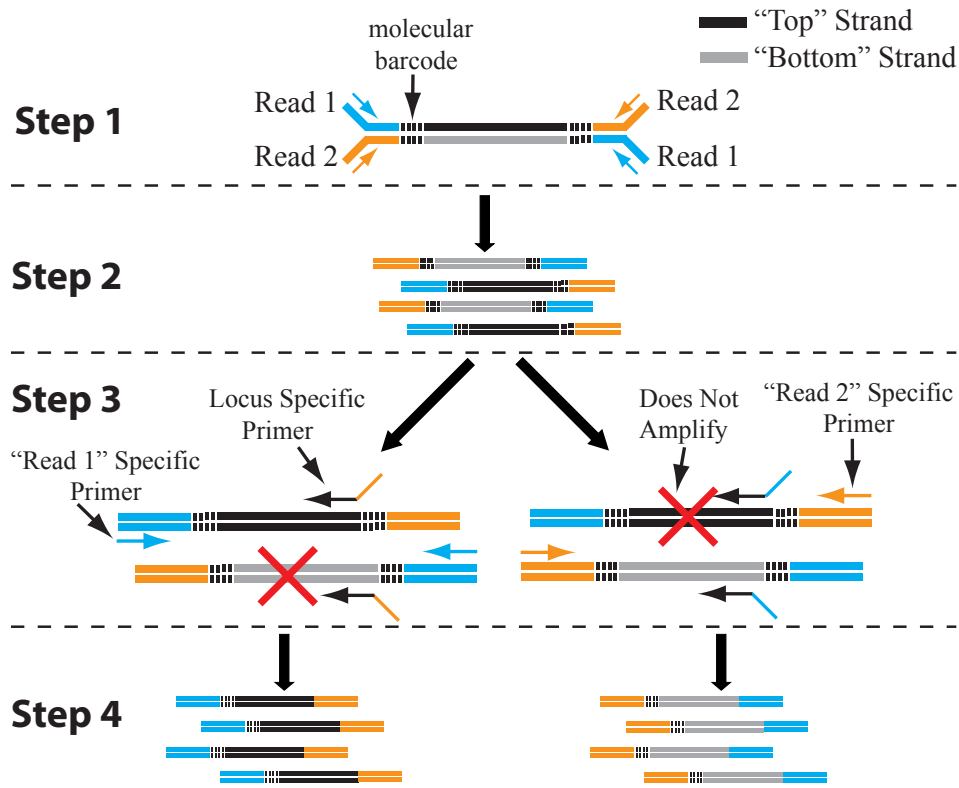 molecular
barcode
“Top” Strand
“Bottom” Strand
Step 1
Read 1
Read 2
Read 2
Read 1
Step 2
Step 3
Locus Specific
Primer
“Read 1” Specific
Primer
Does Not
Amplify
“Read 2” Specific
Primer
Step 4